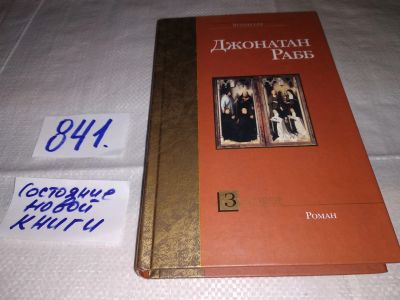 841.
состояние
новой
книги
Джонатан
Рабб
З
Роман